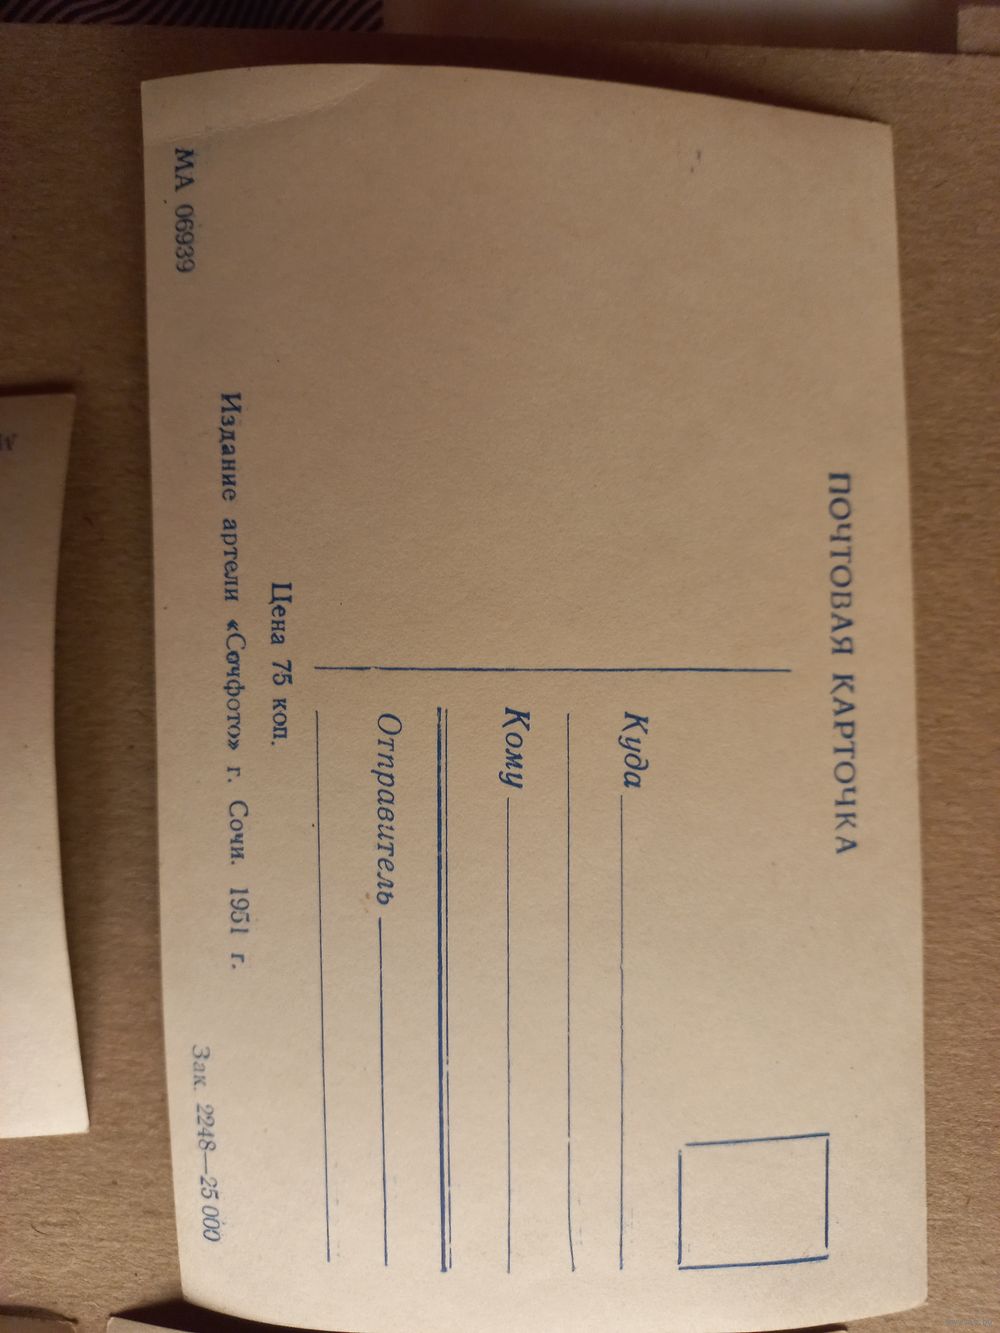 ПОЧТОВАЯ КАРТОЧКА
Куда
Кому
Отправитель
Цена 75 коп.
Издание артели «Сочфото» г. Сочи. 1951 г.
МА 06939
Зак. 2248—25 000